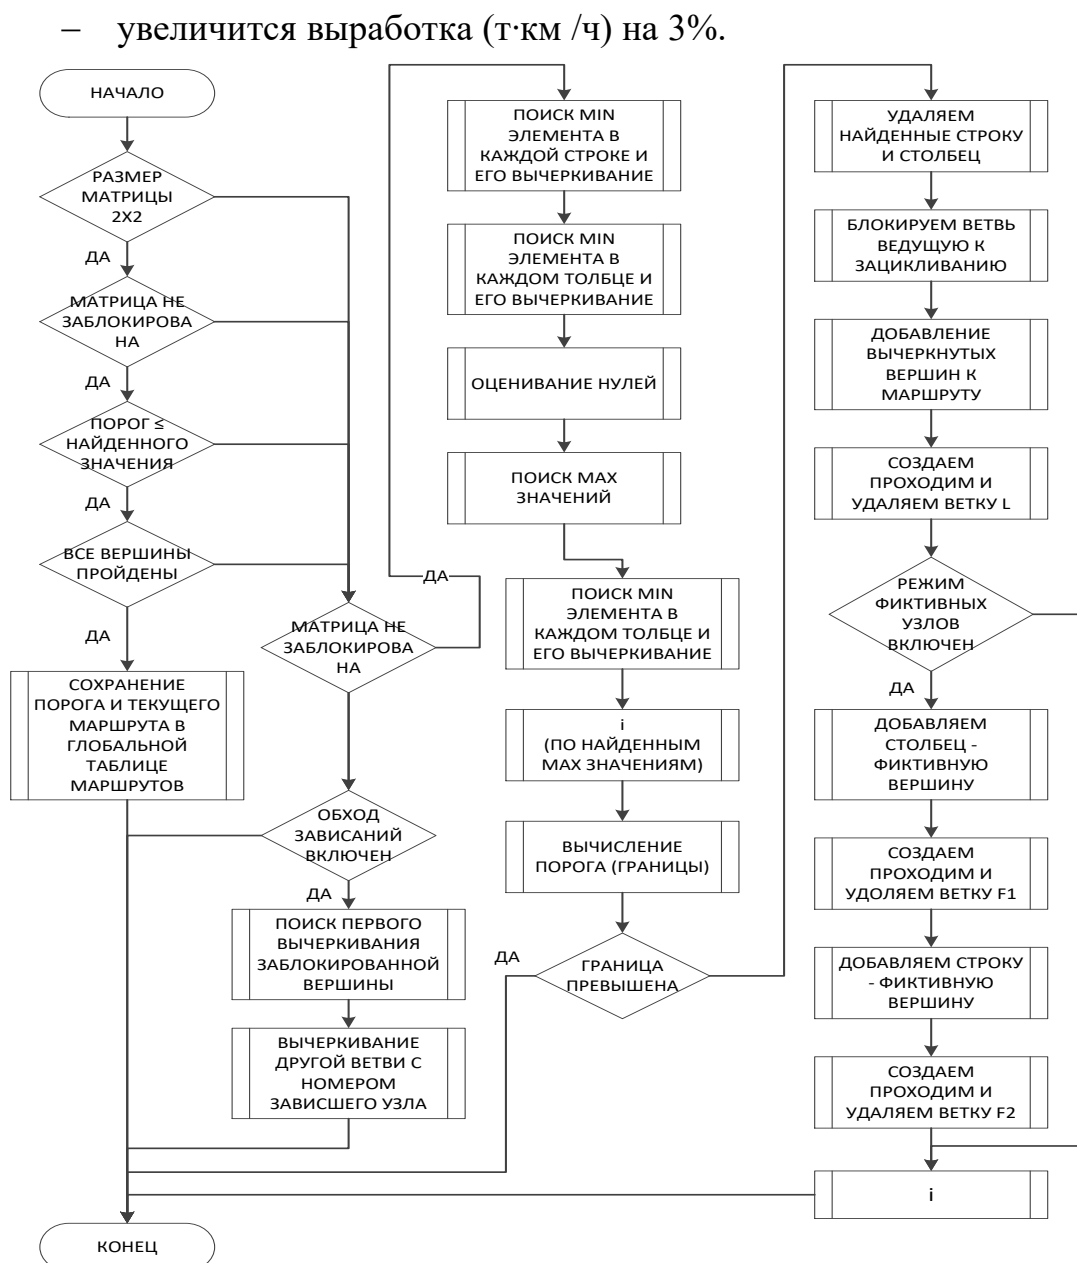 – увеличится выработка (т·км /ч) на 3%.
НАЧАЛО
РАЗМЕР
МАТРИЦЫ
2X2
ДА
МАТРИЦА НЕ
ЗАБЛОКИРОВА
НА
ДА
ПОРОГ ≤
НАЙДЕННОГО
ЗНАЧЕНИЯ
ДА
ВСЕ ВЕРШИНЫ
ПРОЙДЕНЫ
ДА
СОХРАНЕНИЕ
ПОРОГА И ТЕКУЩЕГО
МАРШРУТА В
ГЛОБАЛЬНОЙ
ТАБЛИЦЕ
МАРШРУТОВ
МАТРИЦА НЕ
ЗАБЛОКИРОВА
НА
ДА
ОБХОД
ЗАВИСАНИЙ
ВКЛЮЧЕН
ДА
ПОИСК ПЕРВОГО
ВЫЧЕРКИВАНИЯ
ЗАБЛОКИРОВАННОЙ
ВЕРШИНЫ
ВЫЧЕРКИВАНИЕ
ДРУГОЙ ВЕТВИ С
НОМЕРОМ
ЗАВИСШЕГО УЗЛА
КОНЕЦ
ПОИСК MIN
ЭЛЕМЕНТА В
КАЖДОЙ СТРОКЕ И
ЕГО ВЫЧЕРКИВАНИЕ
ПОИСК MIN
ЭЛЕМЕНТА В
КАЖДОМ ТОЛБЦЕ И
ЕГО ВЫЧЕРКИВАНИЕ
ОЦЕНИВАНИЕ НУЛЕЙ
ПОИСК MAX
ЗНАЧЕНИЙ
ПОИСК MIN
ЭЛЕМЕНТА В
КАЖДОМ ТОЛБЦЕ И
ЕГО ВЫЧЕРКИВАНИЕ
i
(ПО НАЙДЕННЫМ
MAX ЗНАЧЕНИЯМ)
ВЫЧИСЛЕНИЕ
ПОРОГА (ГРАНИЦЫ)
ДА
ГРАНИЦА
ПРЕВЫШЕНА
УДАЛЯЕМ
НАЙДЕННЫЕ СТРОКУ
И СТОЛБЕЦ
БЛОКИРУЕМ ВЕТВЬ
ВЕДУЩУЮ К
ЗАЦИКЛИВАНИЮ
ДОБАВЛЕНИЕ
ВЫЧЕРКНУТЫХ
ВЕРШИН К
МАРШРУТУ
СОЗДАЕМ
ПРОХОДИМ И
УДАЛЯЕМ ВЕТКУ L
РЕЖИМ
ФИКТИВНЫХ
УЗЛОВ
ВКЛЮЧЕН
ДА
ДОБАВЛЯЕМ
СТОЛБЕЦ -
ФИКТИВНУЮ
ВЕРШИНУ
СОЗДАЕМ
ПРОХОДИМ И
УДОЛЯЕМ ВЕТКУ F1
ДОБАВЛЯЕМ СТРОКУ
- ФИКТИВНУЮ
ВЕРШИНУ
СОЗДАЕМ
ПРОХОДИМ И
УДАЛЯЕМ ВЕТКУ F2
i